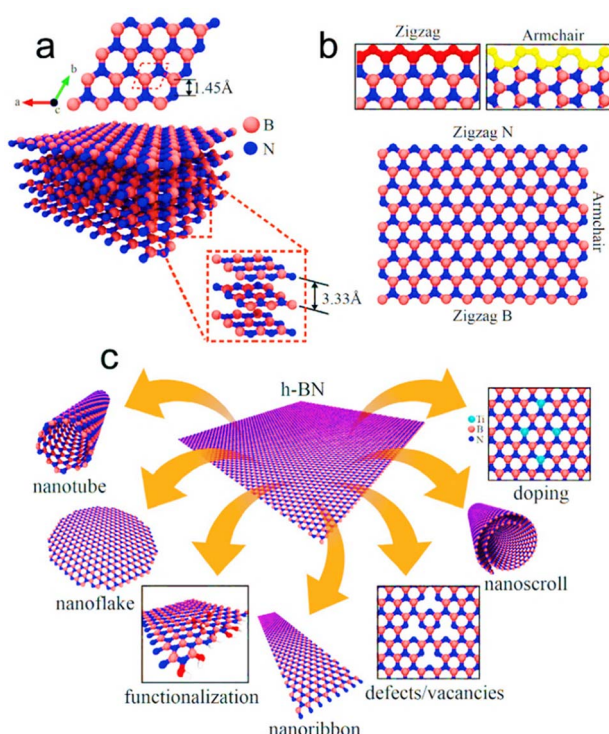 a
b
a
c
1.45Å
B
N
3.33Å
b
Zigzag
Armchair
Zigzag N
Armchair
Zigzag B
c
h-BN
nanotube
nanoflake
functionalization
nanoribbon
defects/vacancies
nanoscroll
Ti
B
N
doping